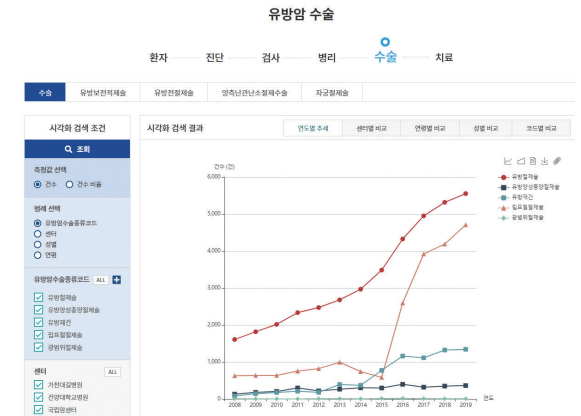 유방암 수술
환자 진단 검사 병리 수술 치료
수술 유방보전적제술 유방전절제술 양측난관난소절제수술 자궁절제술
시각화 검색 조건
조회
측정값 선택
건수 건수 비율
범례 선택
유방암수술종류코드
센터
성별
연령
유방암수술종류코드 ALL
유방절제술
유방양성종양절제술
유방재건
림프절절제술
광범위절제술
센터 ALL
가천대길병원
건양대학교병원
국립암센터
시각화 검색 결과 연도별 추세 센터별 비교 연령별 비교 성별 비교 코드별 비교
건수 (건)
6,000
5,000
4,000
3,000
2,000
1,000
0
2008 2009 2010 2011 2012 2013 2014 2015 2016 2017 2018 2019 연도
유방절제술
유방양성종양절제술
유방재건
림프절절제술
광범위절제술